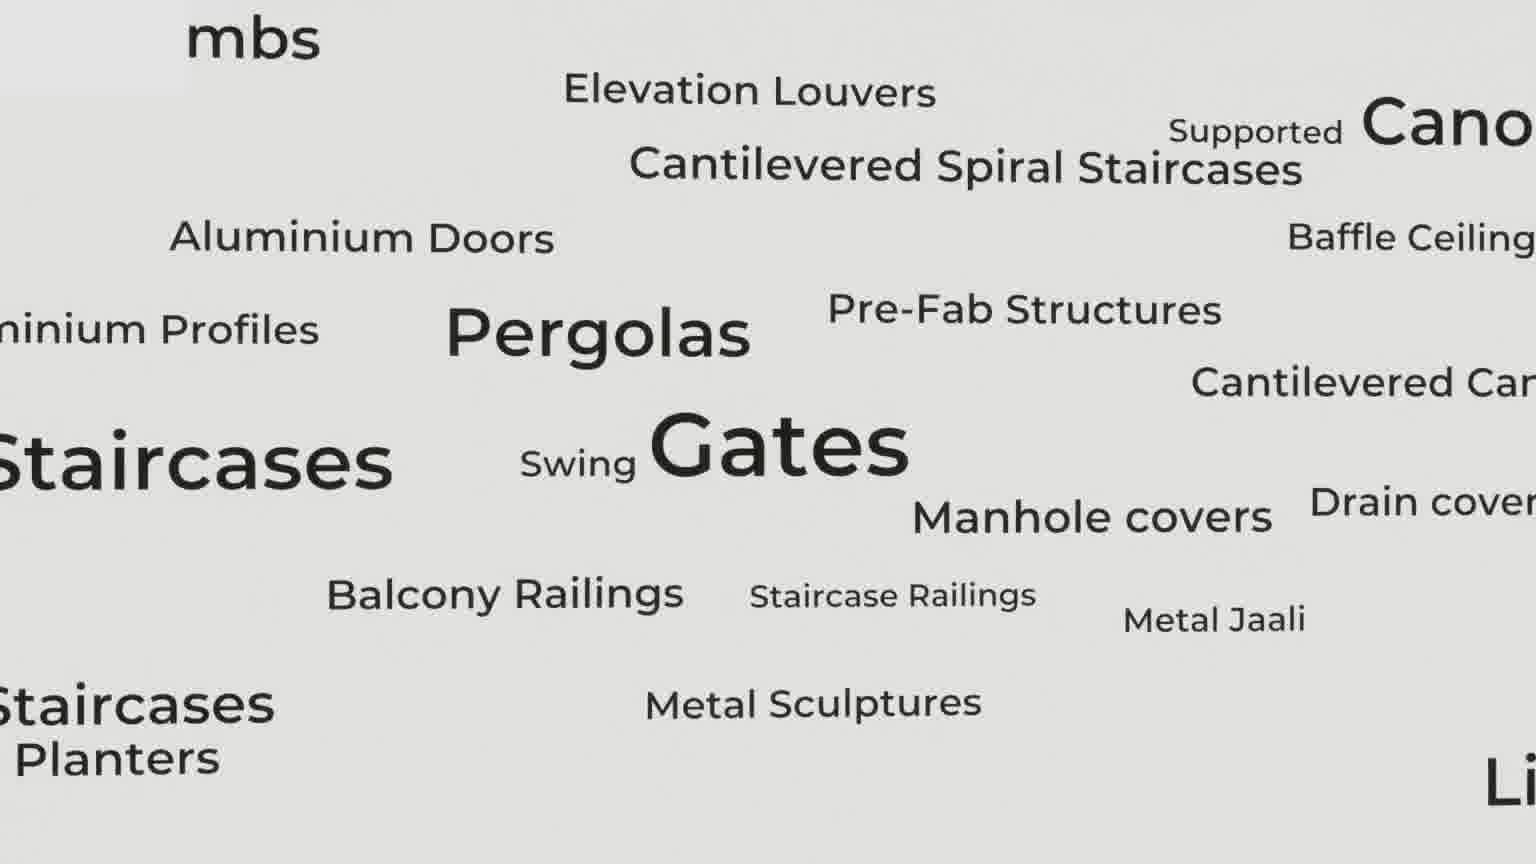 mbs
Elevation Louvers
Supported Cano
Cantilevered Spiral Staircases
Aluminium Doors
Baffle Ceiling
minium Profiles
Pergolas
Pre-Fab Structures
Cantilevered Can
Staircases
Swing Gates
Manhole covers
Drain cover
Balcony Railings
Staircase Railings
Metal Jaali
Staircases
Metal Sculptures
Planters
Li